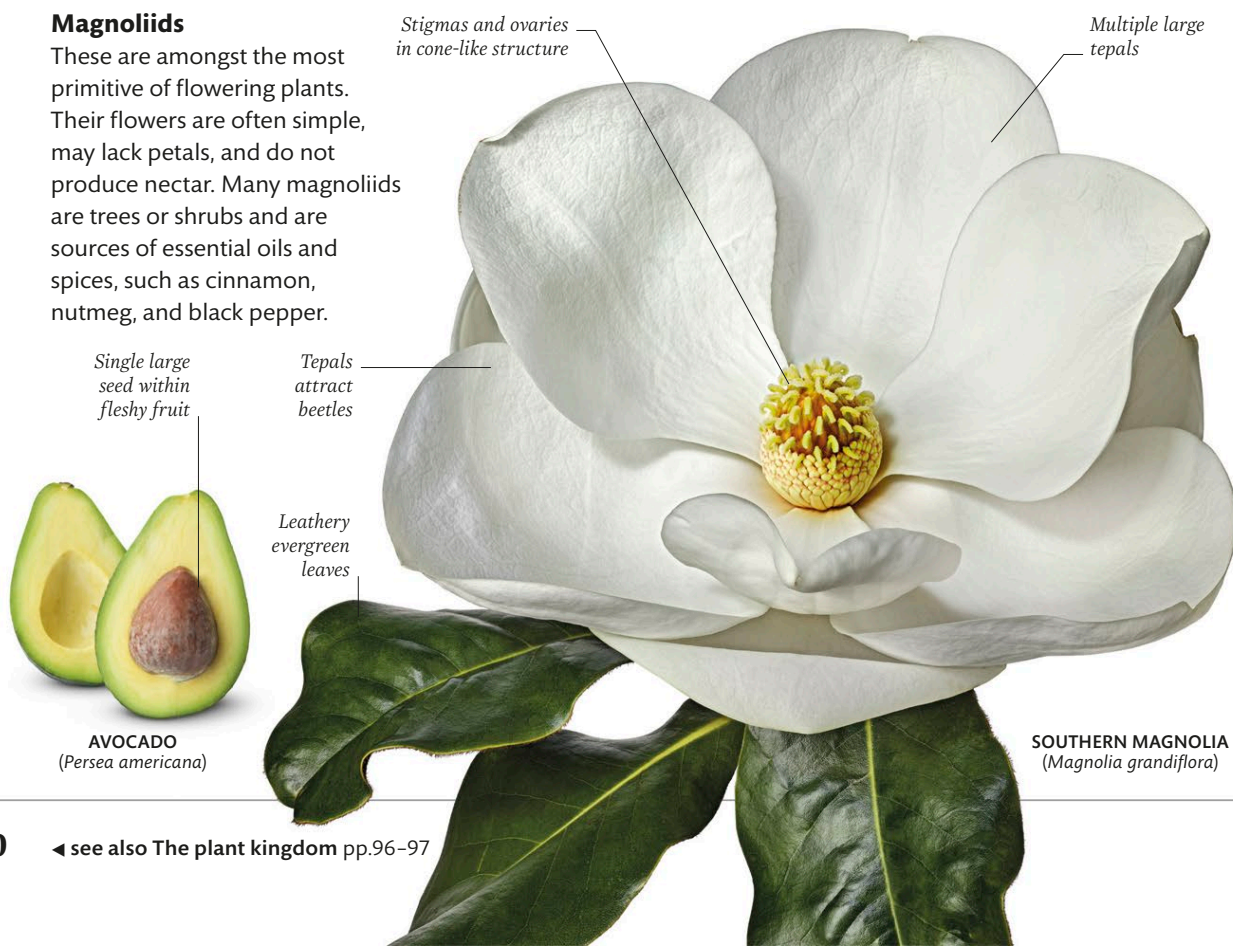 Magnoliids
These are amongst the most
primitive of flowering plants.
Their flowers are often simple,
may lack petals, and do not
produce nectar. Many magnoliids
are trees or shrubs and are
sources of essential oils and
spices, such as cinnamon,
nutmeg, and black pepper.
Stigmas and ovaries
in cone-like structure
Multiple large
tepals
Single large
seed within
fleshy fruit
Tepals
attract
beetles
Leathery
evergreen
leaves
AVOCADO
(Persea americana)
SOUTHERN MAGNOLIA
(Magnolia grandiflora)
◄ see also The plant kingdom pp.96–97